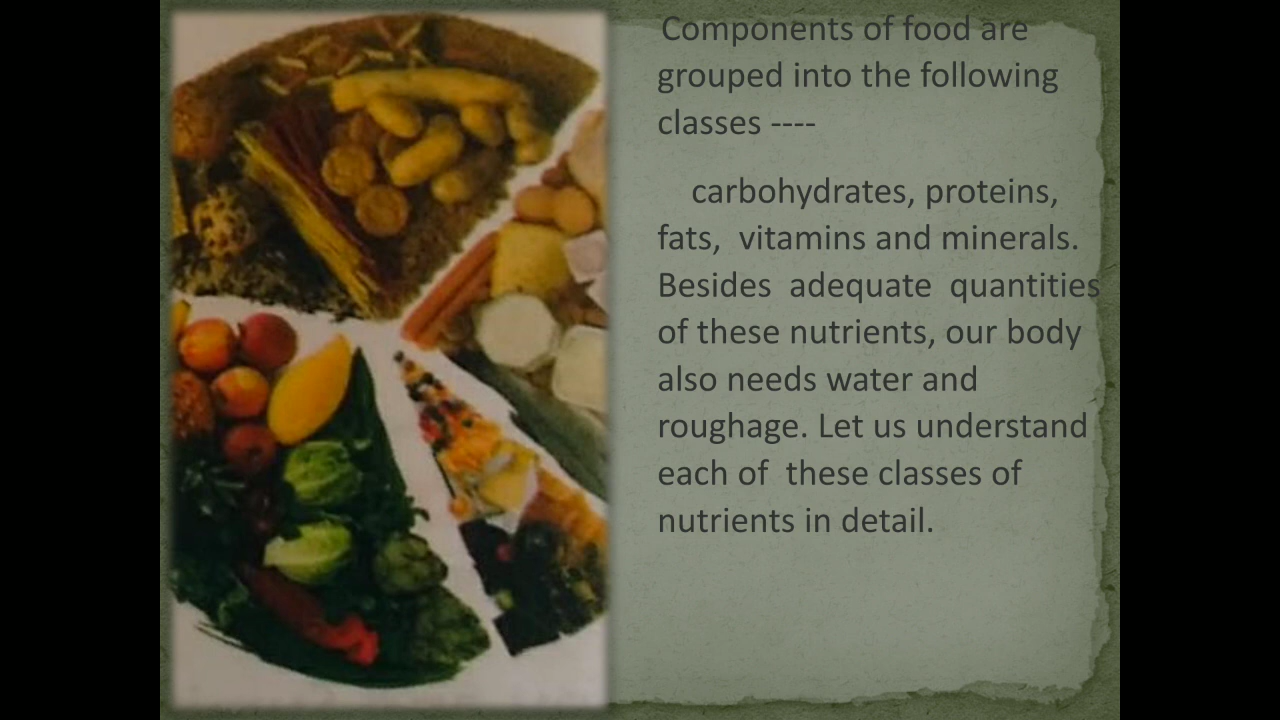 Components of food are
grouped into the following
classes ----
carbohydrates, proteins,
fats, vitamins and minerals.
Besides adequate quantities
of these nutrients, our body
also needs water and
roughage. Let us understand
each of these classes of
nutrients in detail.